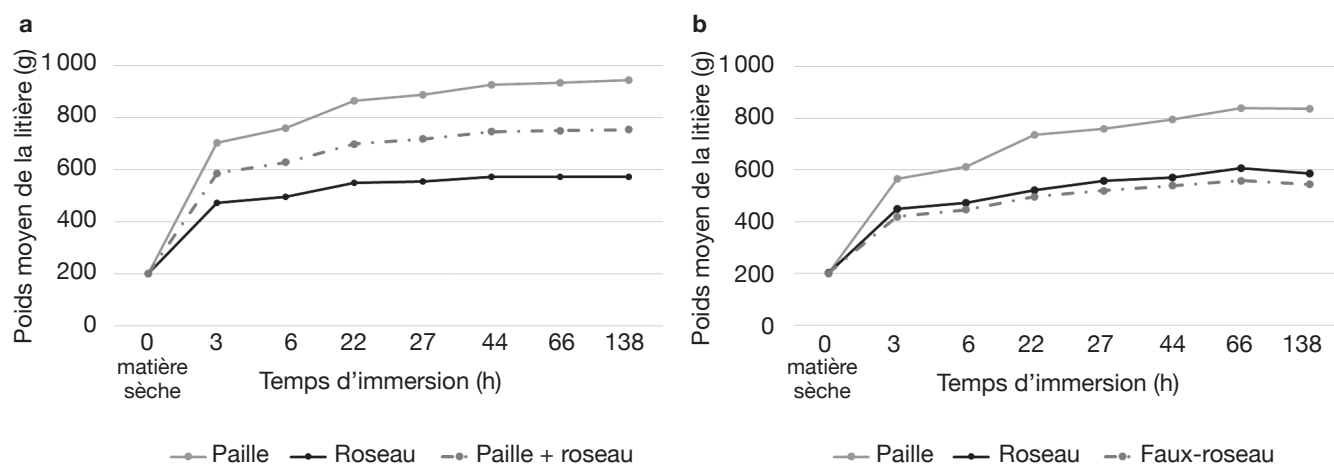 a
Poids moyen de la litière (g)
1 000
800
600
400
200
0
0 3 6 22 27 44 66 138
matière
sèche
Temps d’immersion (h)
Paille Roseau Paille + roseau
b
Poids moyen de la litière (g)
1 000
800
600
400
200
0
0 3 6 22 27 44 66 138
matière
sèche
Temps d’immersion (h)
Paille Roseau Faux-roseau